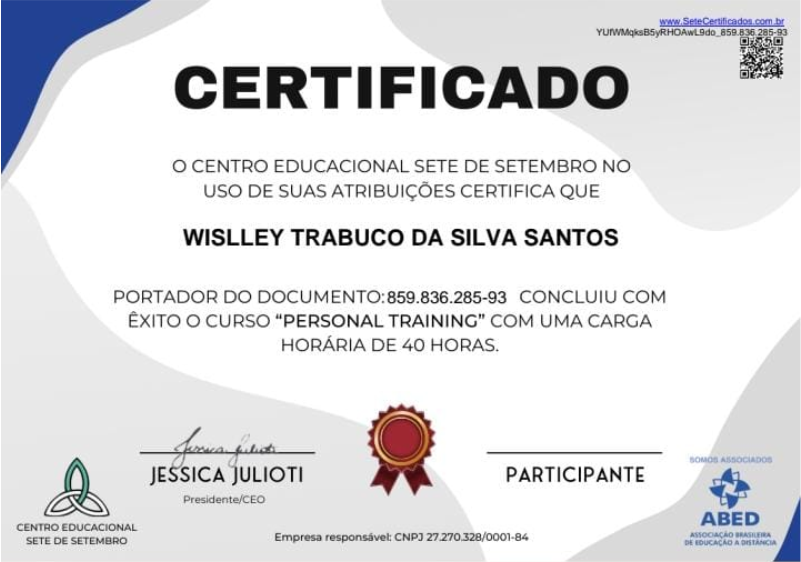 www.SeteCertificados.com.br
YUfWMqksB5yRHOAwL9do_859.836.285-93
CERTIFICADO
O CENTRO EDUCACIONAL SETE DE SETEMBRO NO
USO DE SUAS ATRIBUIÇÕES CERTIFICA QUE
WISLLEY TRABUCO DA SILVA SANTOS
PORTADOR DO DOCUMENTO:859.836.285-93 CONCLUIU COM
ÊXITO O CURSO “PERSONAL TRAINING” COM UMA CARGA
HORÁRIA DE 40 HORAS.
Jessica Julioti
JESSICA JULIOTI
Presidente/CEO
PARTICIPANTE
CENTRO EDUCACIONAL
SETE DE SETEMBRO
Empresa responsável: CNPJ 27.270.328/0001-84
SOMOS ASSOCIADOS
ABED
ASSOCIAÇÃO BRASILEIRA
DE EDUCAÇÃO A DISTÂNCIA